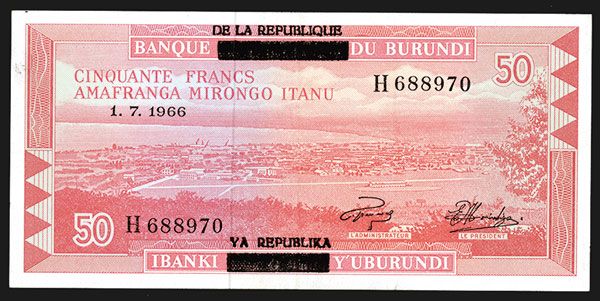 DE LA REPUBLIQUE
BANQUE DU BURUNDI
50
CINQUANTE FRANCS
AMAFRANGA MIRONGO ITANU
H 688970
1. 7. 1966
50
H 688970
L'ADMINISTRATEUR
LE PRESIDENT
YA REPUBLIKA
IBANKI Y'UBURUNDI